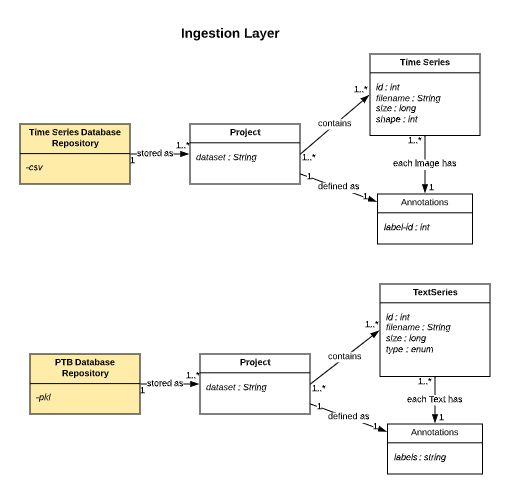 Ingestion Layer
Time Series
id : int
filename : String
size : long
shape : int
1..*
contains
Time Series Database
Repository
-csv
1
stored as
1..*
Project
dataset : String
1..*
1
defined as
1
1..*
each Image has
1
Annotations
label-id : int
TextSeries
id : int
filename : String
size : long
type : enum
1..*
contains
PTB Database
Repository
-pkl
1
stored as
1..*
Project
dataset : String
1..*
1
defined as
1
1..*
each Text has
1
Annotations
labels : string